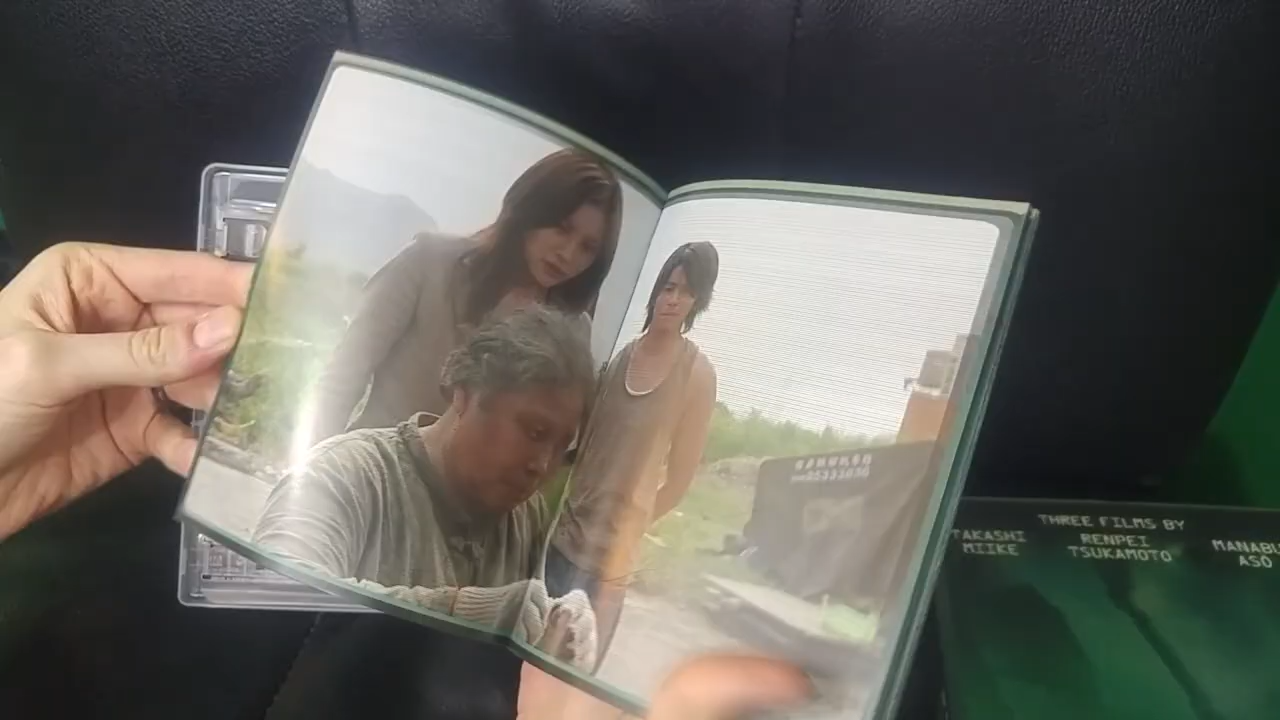 THREE FILMS BY
TAKASHI
MIIKE
RENPEI
TSUKAMOTO
MANABU
ASO